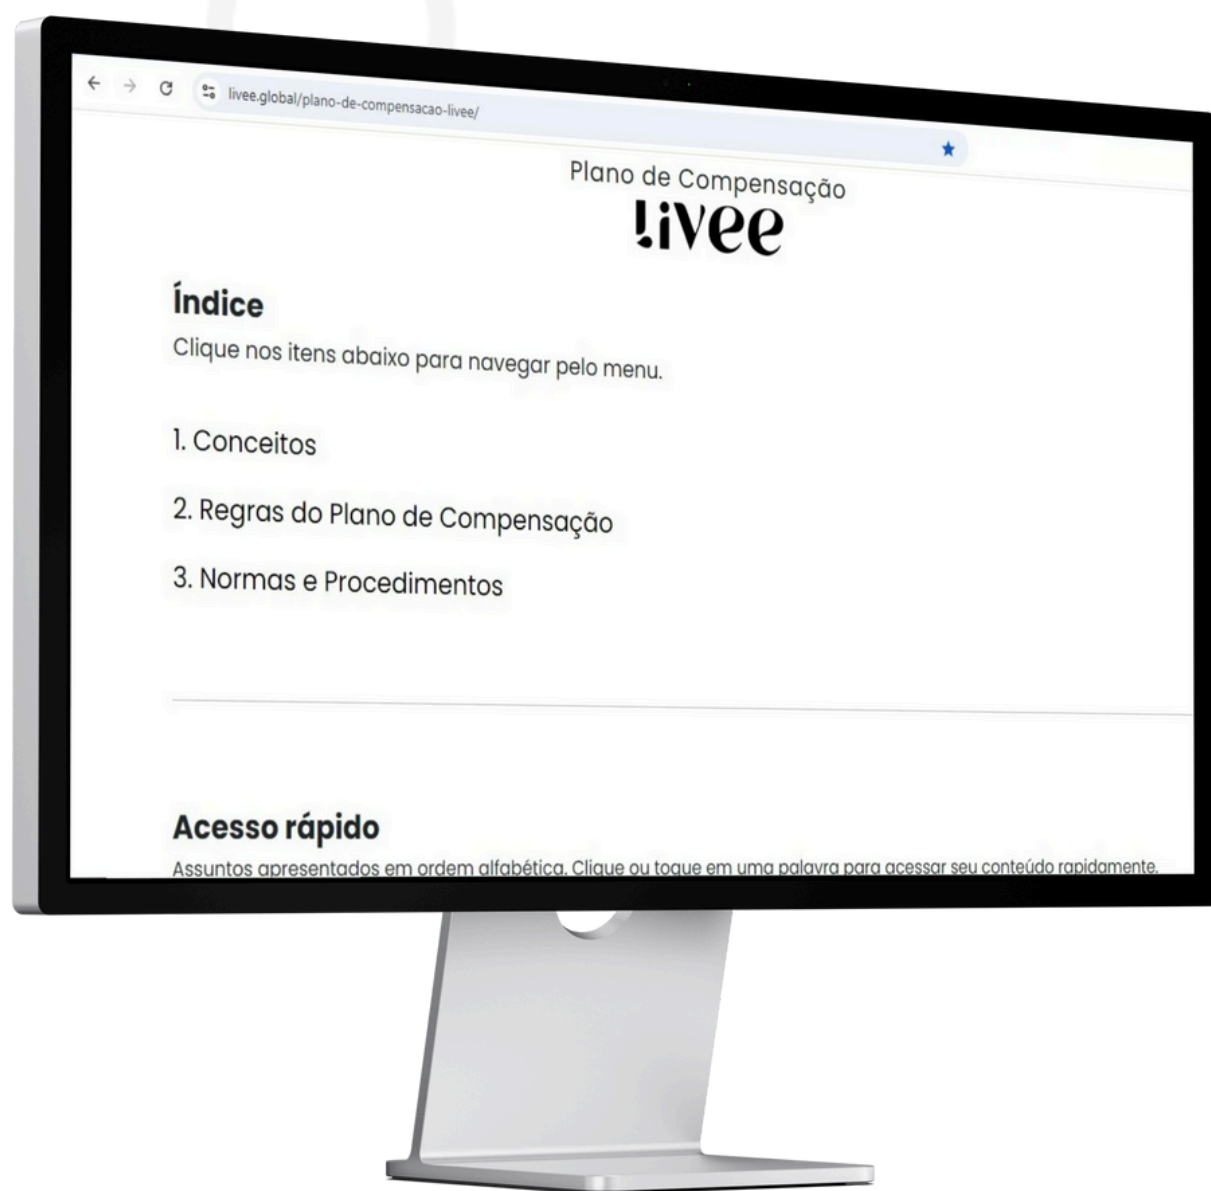 livee.global/plano-de-compensacao-livee/
Plano de Compensação
Livee
Índice
Clique nos itens abaixo para navegar pelo menu.
1. Conceitos
2. Regras do Plano de Compensação
3. Normas e Procedimentos
Acesso rápido
Assuntos apresentados em ordem alfabética. Clique ou toque em uma palavra para acessar seu conteúdo rapidamente.